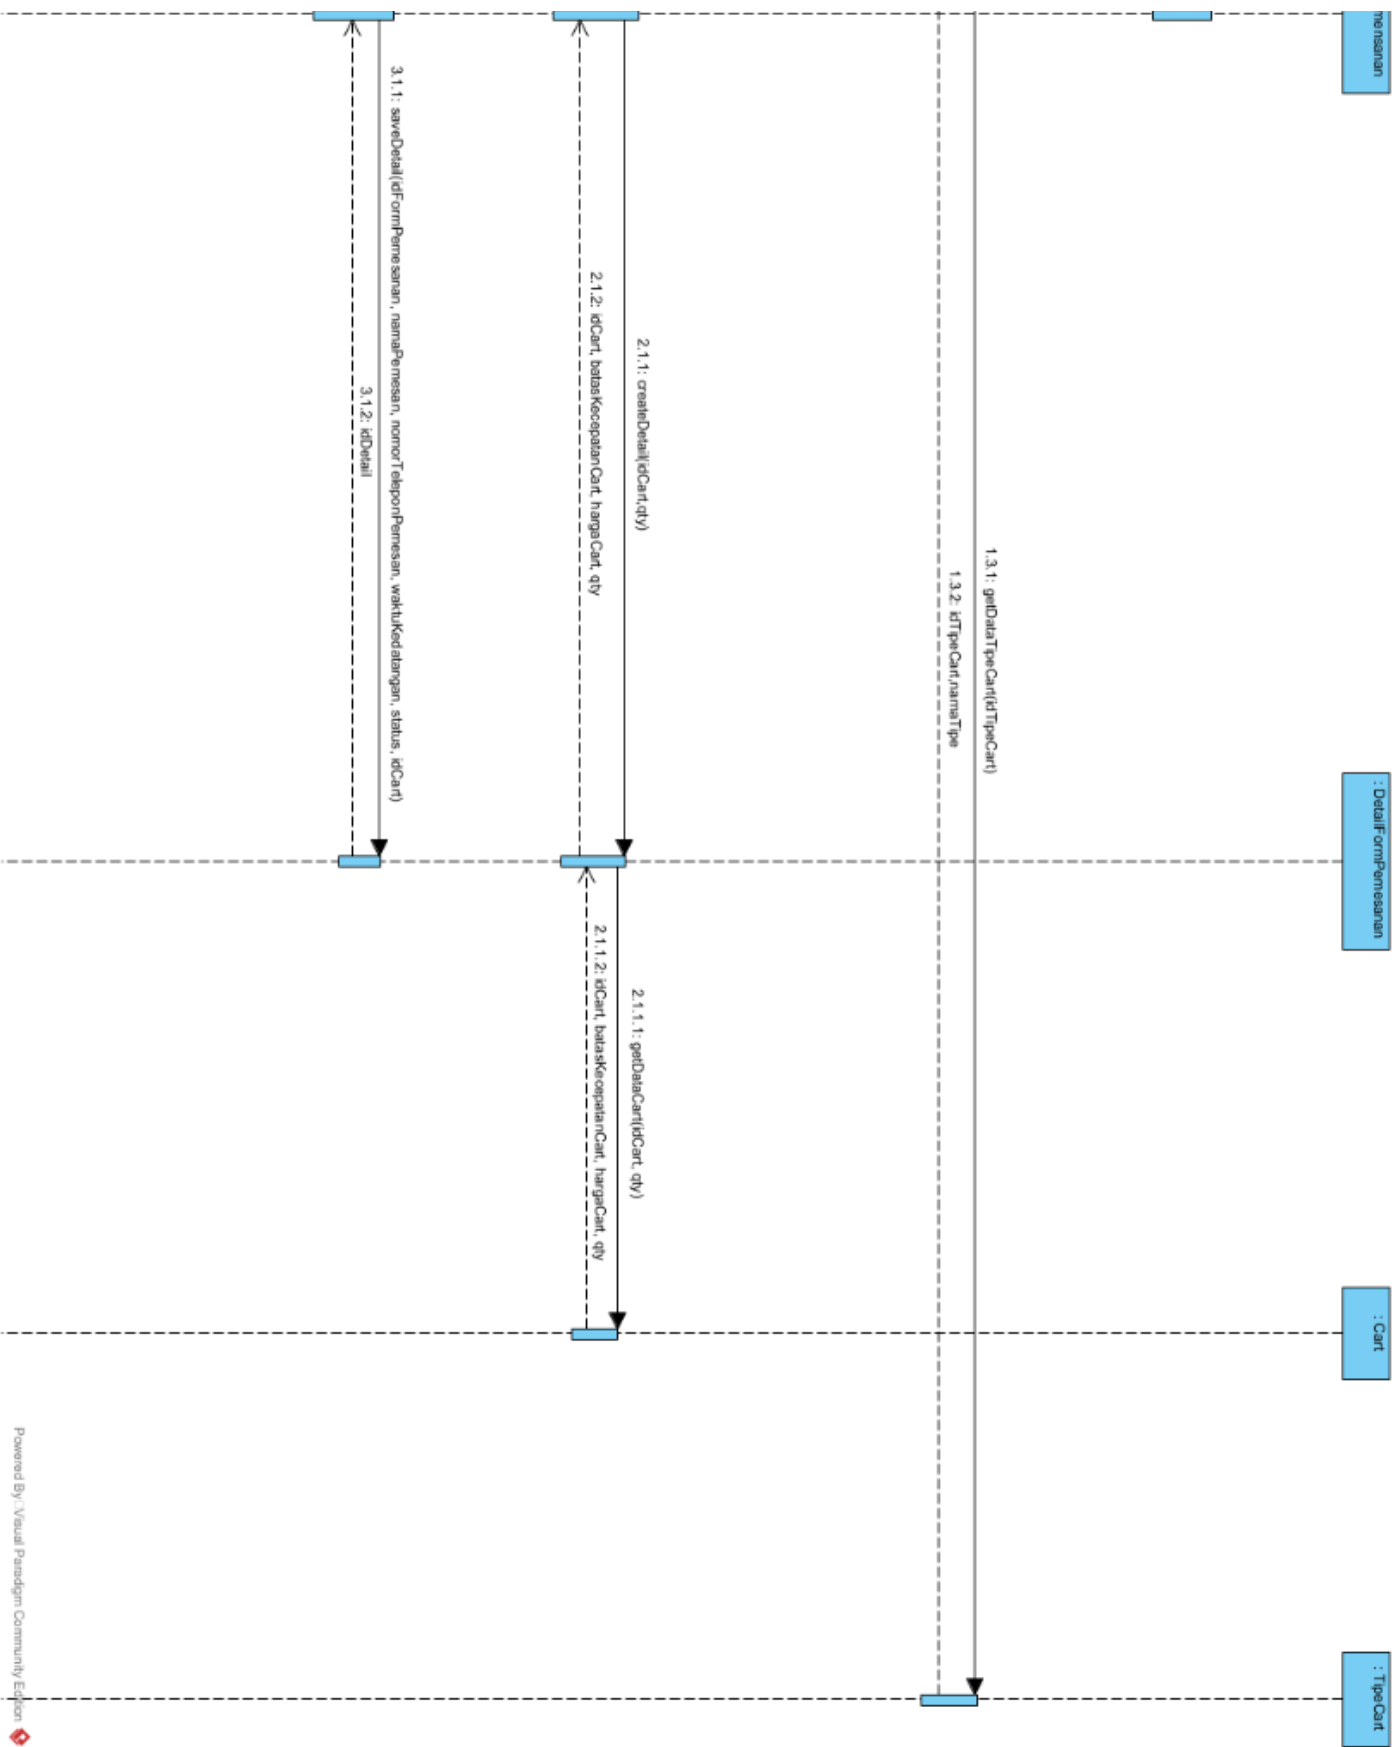 mensanan
: DetailFormPemesanan
: Cart
: TipeCart
1.3.1: getDataTipeCart(idTipeCart)
1.3.2: idTipeCart,namaTipe
2.1.1: createDetail(idCart,qty)
2.1.1.1: getDataCart(idCart, qty)
2.1.1.2: idCart, batasKecepatanCart, hargaCart, qty
2.1.2: idCart, batasKecepatanCart, hargaCart, qty
3.1.1: saveDetail(idFormPemesanan, namaPemesan, nomorTeleponPemesan, waktuKedatangan, status, idCart)
3.1.2: idDetail
Powered By Visual Paradigm Community Edition